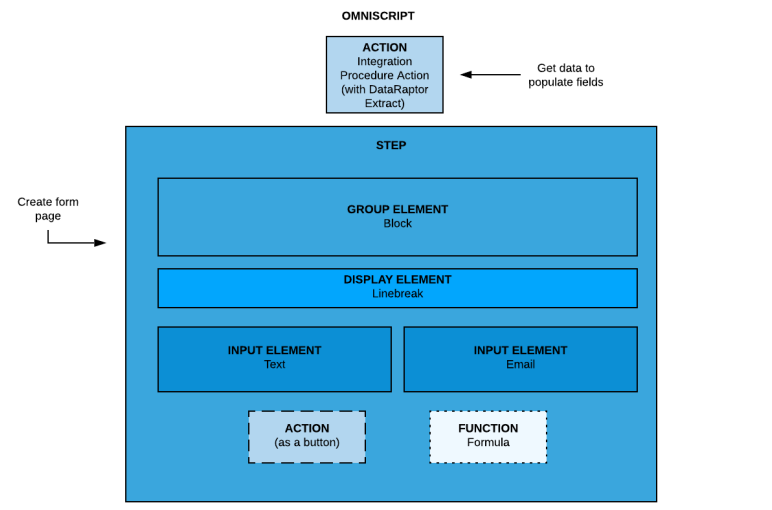 OMNISCRIPT
ACTION
Integration
Procedure Action
(with DataRaptor
Extract)
Get data to
populate fields
STEP
Create form
page
GROUP ELEMENT
Block
DISPLAY ELEMENT
Linebreak
INPUT ELEMENT
Text
INPUT ELEMENT
Email
ACTION
(as a button)
FUNCTION
Formula